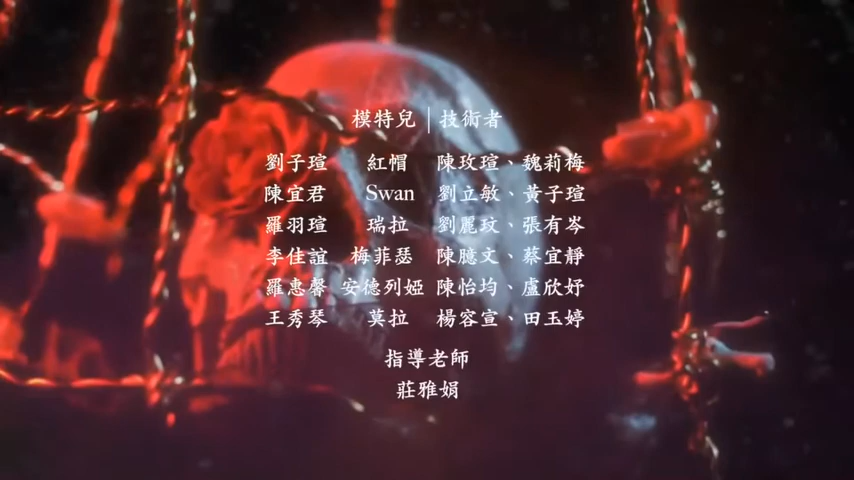 模特兒│技術者
劉子瑄 紅帽 陳玫瑄、魏莉梅
陳宜君 Swan 劉立敏、黃子瑄
羅羽瑄 瑞拉 劉麗玟、張有岑
李佳誼 梅菲瑟 陳臆文、蔡宜靜
羅惠馨 安德列婭 陳怡均、盧欣妤
王秀琴 莫拉 楊容宣、田玉婷
指導老師
莊雅娟